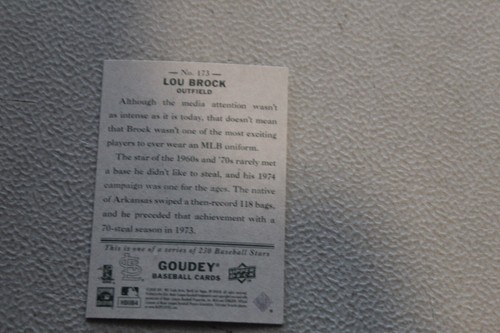 — No. 173 —
LOU BROCK
OUTFIELD
Although the media attention wasn't
as intense as it is today, that doesn't mean
that Brock wasn't one of the most exciting
players to ever wear an MLB uniform.
The star of the 1960s and '70s rarely met
a base he didn't like to steal, and his 1974
campaign was one for the ages. The native
of Arkansas swiped a then-record 118 bags,
and he preceded that achievement with a
70-steal season in 1973.
This is one of a series of 230 Baseball Stars
GOUDEY®
BASEBALL CARDS